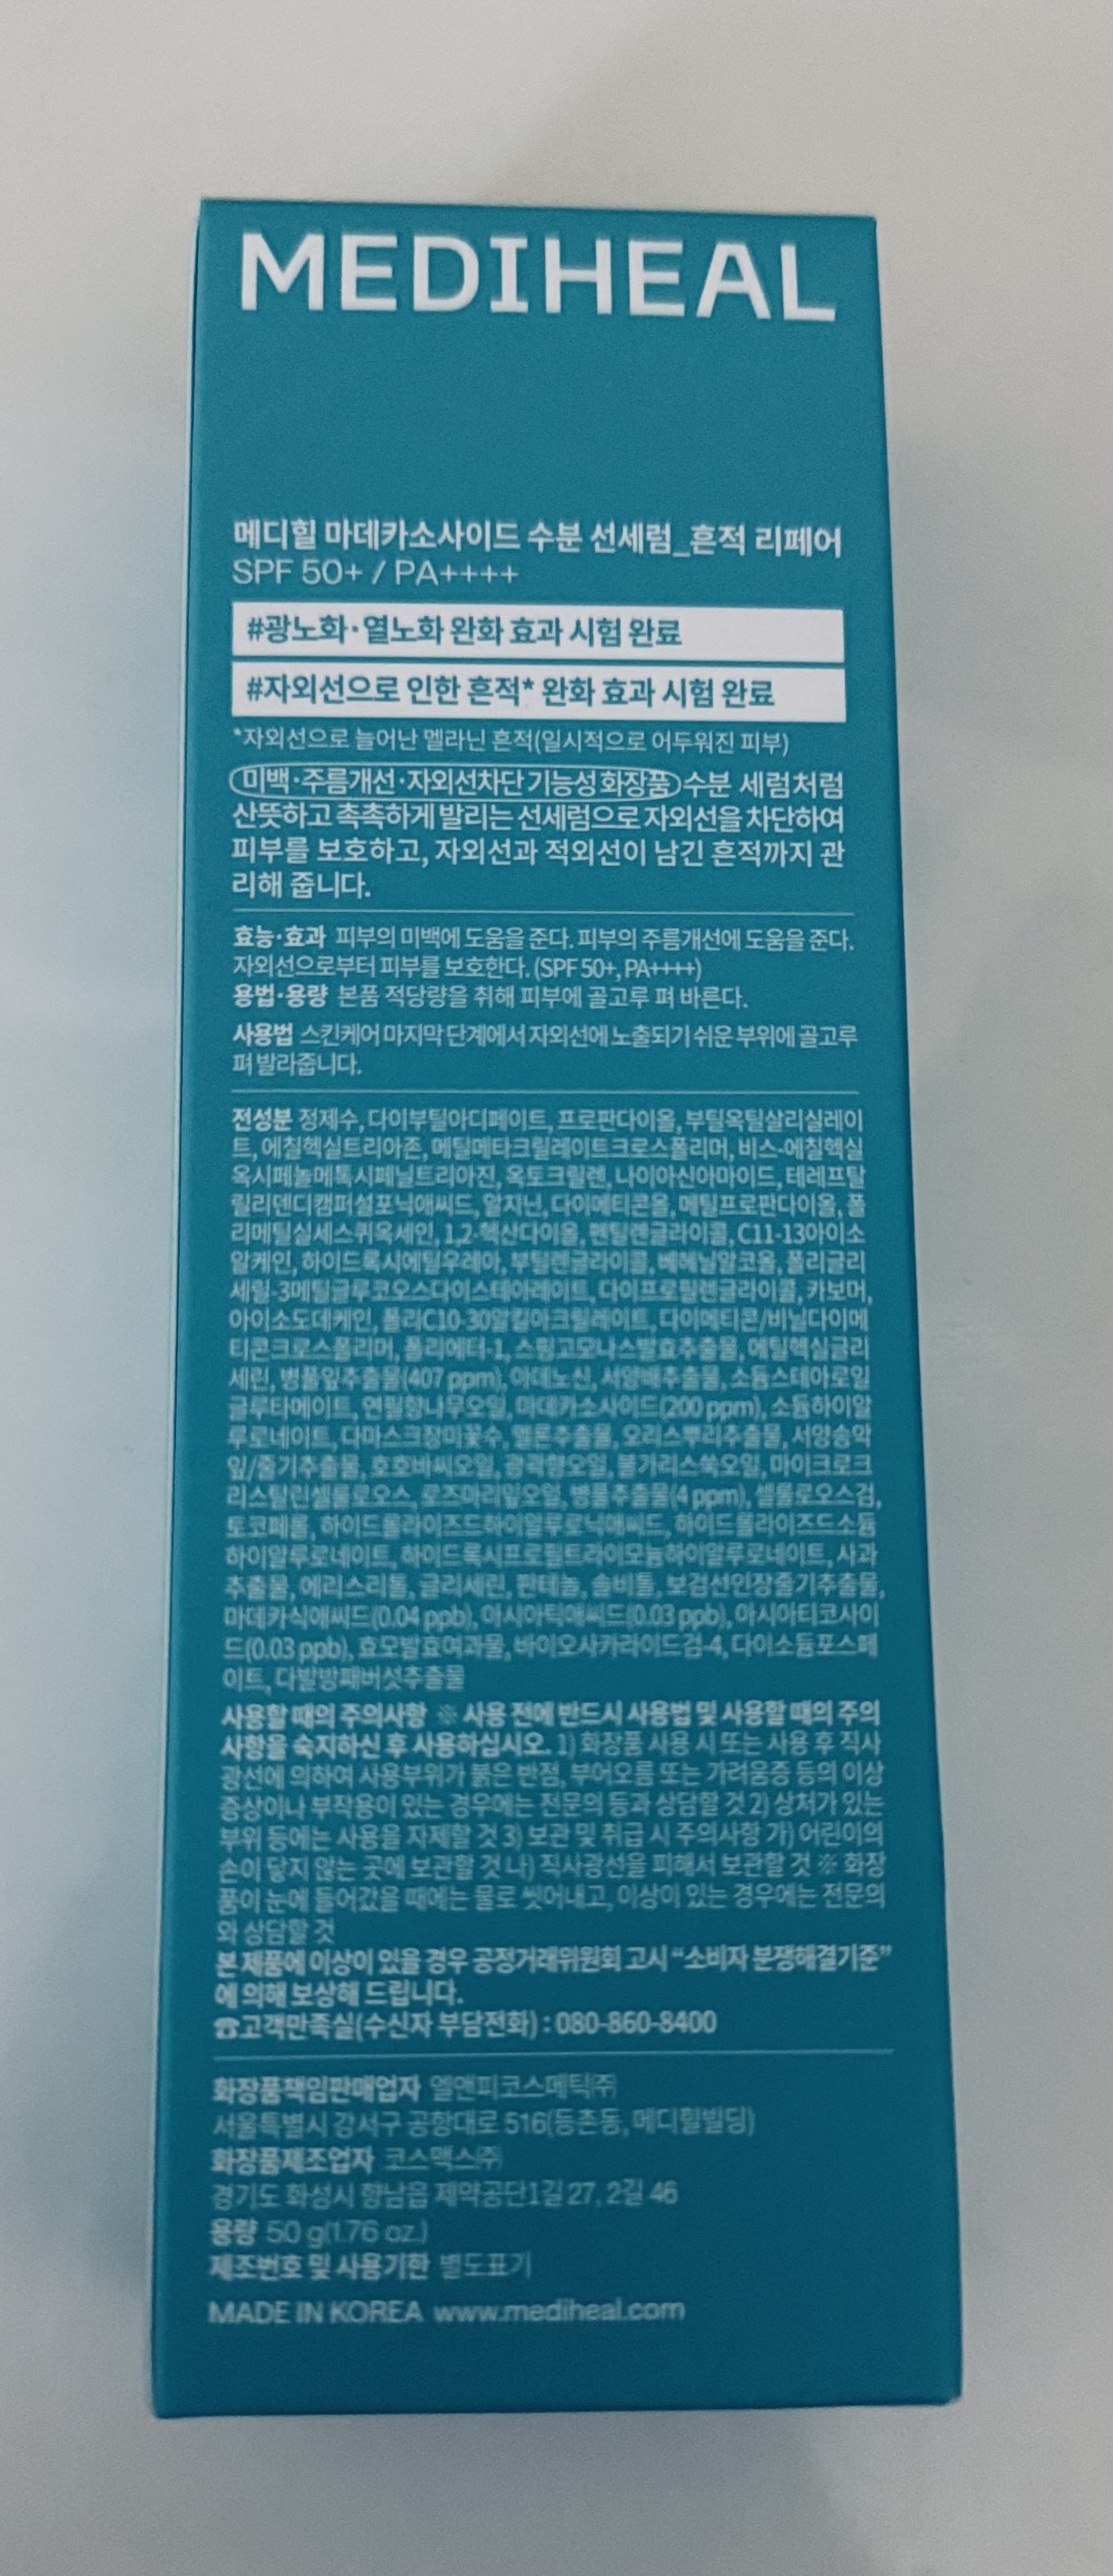 MEDIHEAL
메디힐 마데카소사이드 수분 선세럼_흔적 리페어
SPF 50+ / PA++++
#광노화·열노화 완화 효과 시험 완료
#자외선으로 인한 흔적* 완화 효과 시험 완료
*자외선으로 늘어난 멜라닌 흔적(일시적으로 어두워진 피부)
미백·주름개선·자외선차단 기능성 화장품 수분 세럼처럼
산뜻하고 촉촉하게 발리는 선세럼으로 자외선을 차단하여
피부를 보호하고, 자외선과 적외선이 남긴 흔적까지 관
리해 줍니다.
효능·효과 피부의 미백에 도움을 준다. 피부의 주름개선에 도움을 준다.
자외선으로부터 피부를 보호한다. (SPF 50+, PA++++)
용법·용량 본품 적당량을 취해 피부에 골고루 펴 바른다.
사용법 스킨케어 마지막 단계에서 자외선에 노출되기 쉬운 부위에 골고루
펴 발라줍니다.
전성분 정제수, 다이부틸아디페이트, 프로판다이올, 부틸옥틸살리실레이
트, 에칠헥실트리아존, 메틸메타크릴레이트크로스폴리머, 비스-에칠헥실
옥시페놀메톡시페닐트리아진, 옥토크릴렌, 나이아신아마이드, 테레프탈
릴리덴디캠퍼설포닉애씨드, 알지닌, 다이메티콘올, 메틸프로판다이올, 폴
리메틸실세스퀴옥세인, 1,2-헥산다이올, 펜틸렌글라이콜, C11-13아이소
알케인, 하이드록시에틸우레아, 부틸렌글라이콜, 베헤닐알코올, 폴리글리
세릴-3메틸글루코오스다이스테아레이트, 다이프로필렌글라이콜, 카보머,
아이소도데케인, 폴리C10-30알킬아크릴레이트, 다이메티콘/비닐다이메
티콘크로스폴리머, 폴리에터-1, 스핑고모나스발효추출물, 에틸헥실글리
세린, 병풀잎추출물(407 ppm), 아데노신, 서양배추출물, 소듐스테아로일
글루타메이트, 연필향나무오일, 마데카소사이드(200 ppm), 소듐하이알
루로네이트, 다마스크장미꽃수, 멜론추출물, 오리스뿌리추출물, 서양송악
잎/줄기추출물, 호호바씨오일, 광곽향오일, 불가리스쑥오일, 마이크로크
리스탈린셀룰로오스, 로즈마리잎오일, 병풀추출물(4 ppm), 셀룰로오스검,
토코페롤, 하이드롤라이즈드하이알루로닉애씨드, 하이드롤라이즈드소듐
하이알루로네이트, 하이드록시프로필트라이모늄하이알루로네이트, 사과
추출물, 에리스리톨, 글리세린, 판테놀, 솔비톨, 보검선인장줄기추출물,
마데카식애씨드(0.04 ppb), 아시아틱애씨드(0.03 ppb), 아시아티코사이
드(0.03 ppb), 효모발효여과물, 바이오사카라이드검-4, 다이소듐포스페
이트, 다발방패버섯추출물
사용할 때의 주의사항 ※ 사용 전에 반드시 사용법 및 사용할 때의 주의
사항을 숙지하신 후 사용하십시오. 1) 화장품 사용 시 또는 사용 후 직사
광선에 의하여 사용부위가 붉은 반점, 부어오름 또는 가려움증 등의 이상
증상이나 부작용이 있는 경우에는 전문의 등과 상담할 것 2) 상처가 있는
부위 등에는 사용을 자제할 것 3) 보관 및 취급 시 주의사항 가) 어린이의
손이 닿지 않는 곳에 보관할 것 나) 직사광선을 피해서 보관할 것 ※ 화장
품이 눈에 들어갔을 때에는 물로 씻어내고, 이상이 있는 경우에는 전문의
와 상담할 것
본 제품에 이상이 있을 경우 공정거래위원회 고시 “소비자 분쟁해결기준”
에 의해 보상해 드립니다.
☎고객만족실(수신자 부담전화) : 080-860-8400
화장품책임판매업자 엘앤피코스메틱㈜
서울특별시 강서구 공항대로 516(등촌동, 메디힐빌딩)
화장품제조업자 코스맥스㈜
경기도 화성시 향남읍 제약공단1길 27, 2길 46
용량 50 g(1.76 oz.)
제조번호 및 사용기한 별도표기
MADE IN KOREA www.mediheal.com